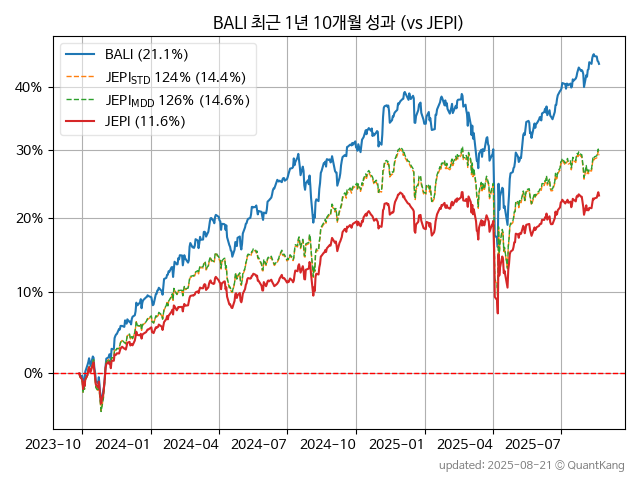 BALI 최근 1년 10개월 성과 (vs JEPI)
BALI (21.1%)
JEPI_STD 124% (14.4%)
JEPI_MDD 126% (14.6%)
JEPI (11.6%)
40%
30%
20%
10%
0%
2023-10 2024-01 2024-04 2024-07 2024-10 2025-01 2025-04 2025-07
updated: 2025-08-21 © QuantKang